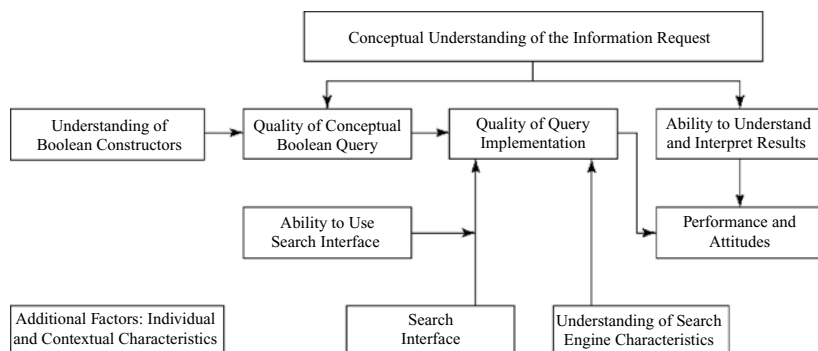 Conceptual Understanding of the Information Request
Understanding of
Boolean Constructors
Quality of Conceptual
Boolean Query
Quality of Query
Implementation
Ability to Understand
and Interpret Results
Ability to Use
Search Interface
Performance and
Attitudes
Additional Factors: Individual
and Contextual Characteristics
Search
Interface
Understanding of Search
Engine Characteristics